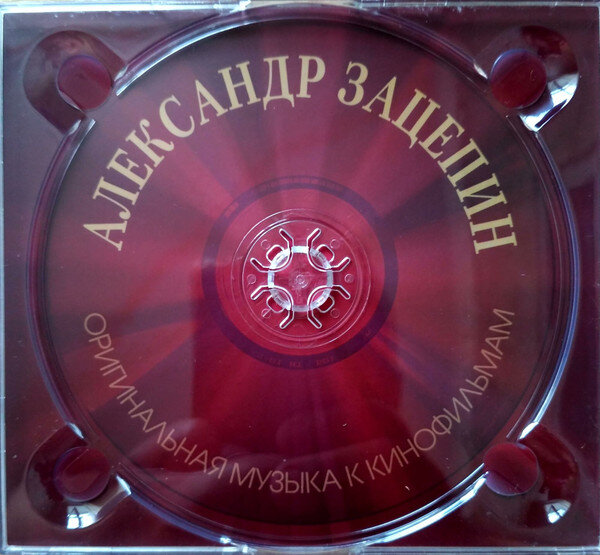 АЛЕКСАНДР ЗАЦЕПИН
ОРИГИНАЛЬНАЯ МУЗЫКА К КИНОФИЛЬМАМ